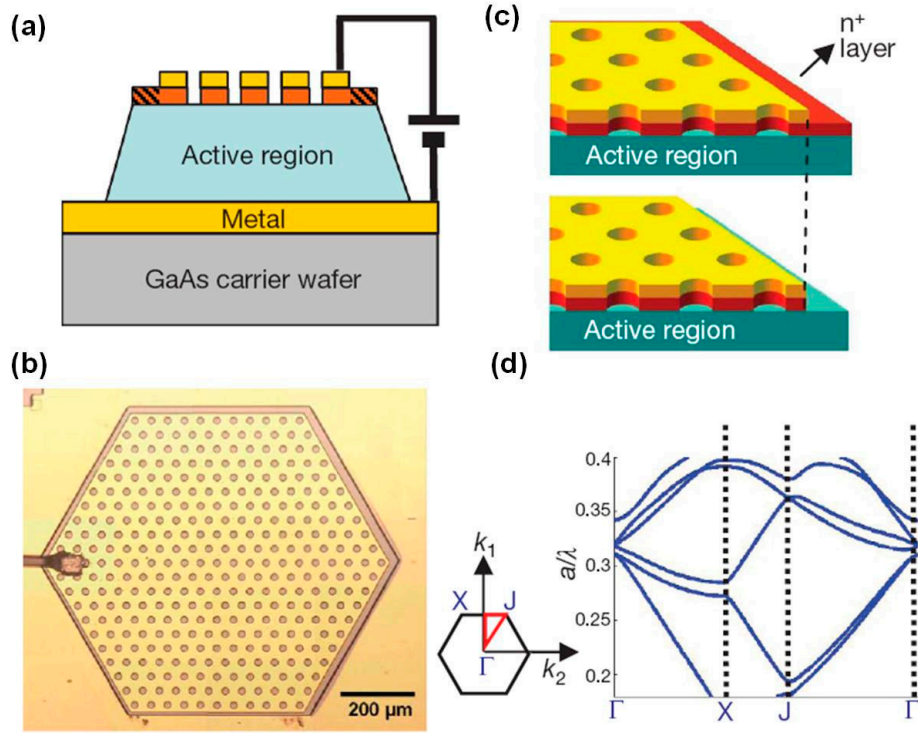 (a)
Active region
Metal
GaAs carrier wafer
(c)
n+
layer
Active region
Active region
(b)
200 μm
k1
X
J
Γ
k2
(d)
a/λ
0.4
0.35
0.3
0.25
0.2
Γ
X
J
Γ